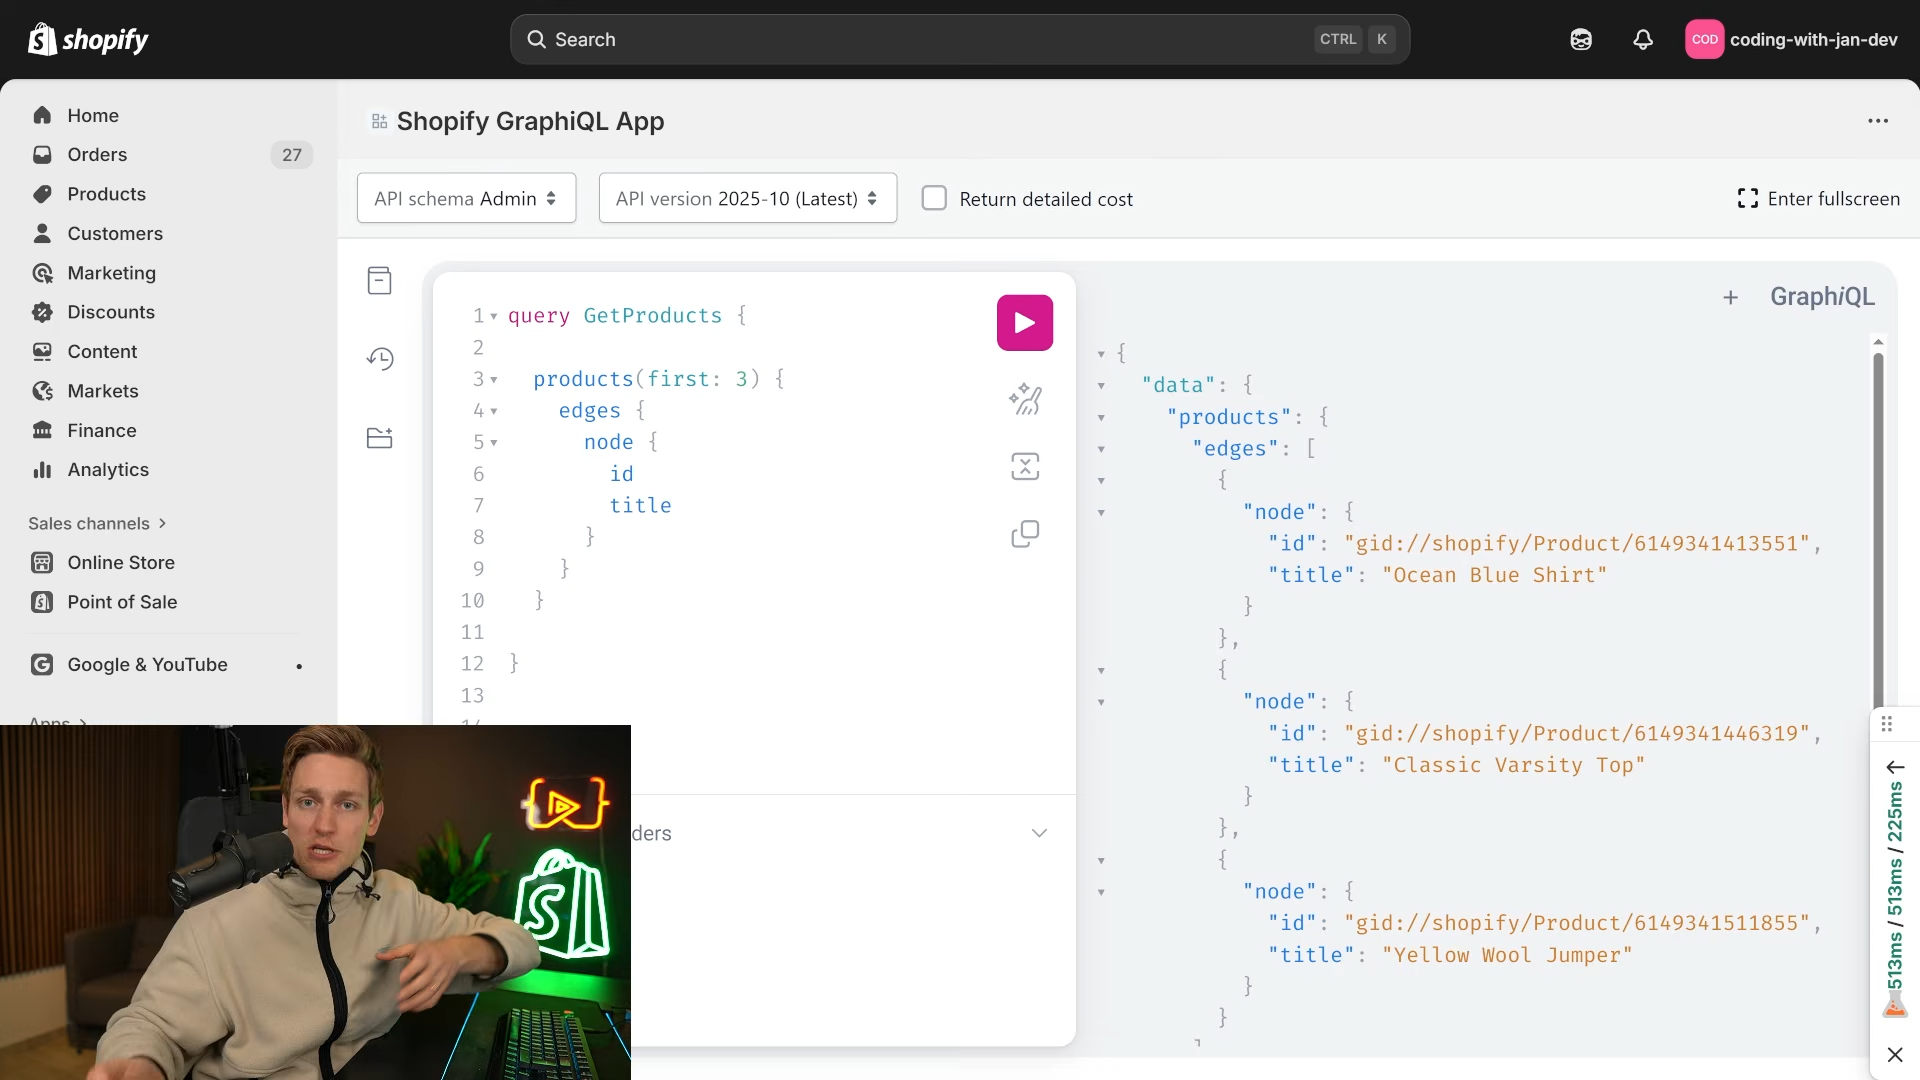 shopify
Search
CTRL K
COD
coding-with-jan-dev
Home
Orders
27
Products
Customers
Marketing
Discounts
Content
Markets
Finance
Analytics
Sales channels
Online Store
Point of Sale
Google & YouTube
Apps
Shopify GraphiQL App
API schema Admin
API version 2025-10 (Latest)
Return detailed cost
Enter fullscreen
1 query GetProducts {
2
3 products(first: 3) {
4 edges {
5 node {
6 id
7 title
8 }
9 }
10 }
11
12 }
13
ders
GraphiQL
{
"data": {
"products": {
"edges": [
{
"node": {
"id": "gid://shopify/Product/6149341413551",
"title": "Ocean Blue Shirt"
}
},
{
"node": {
"id": "gid://shopify/Product/6149341446319",
"title": "Classic Varsity Top"
}
},
{
"node": {
"id": "gid://shopify/Product/6149341511855",
"title": "Yellow Wool Jumper"
}
}
]
513ms / 513ms / 225ms